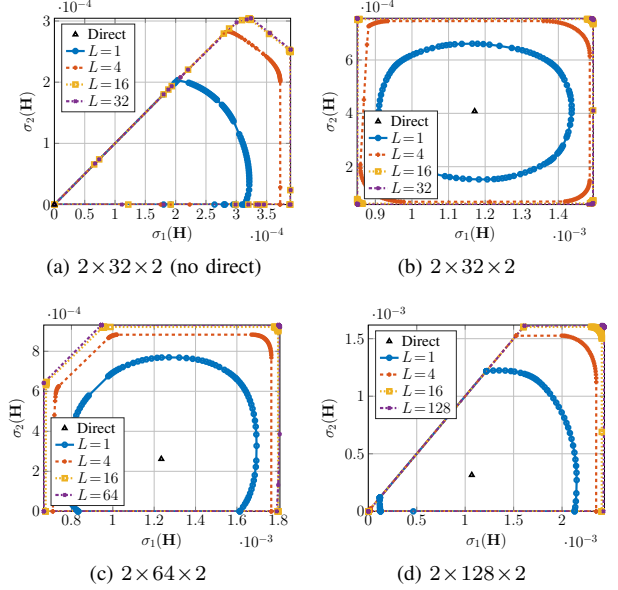 ·10⁻⁴
3
2
1
0
σ₂(H)
Direct
L=1
L=4
L=16
L=32
0 0.5 1 1.5 2 2.5 3 3.5
σ₁(H) ·10⁻⁴
(a) 2×32×2 (no direct)
·10⁻⁴
6
4
2
σ₂(H)
Direct
L=1
L=4
L=16
L=32
0.9 1 1.1 1.2 1.3 1.4
σ₁(H) ·10⁻³
(b) 2×32×2
·10⁻⁴
8
6
4
2
0
σ₂(H)
Direct
L=1
L=4
L=16
L=64
0.8 1 1.2 1.4 1.6 1.8
σ₁(H) ·10⁻³
(c) 2×64×2
·10⁻³
1.5
1
0.5
0
σ₂(H)
Direct
L=1
L=4
L=16
L=128
0 0.5 1 1.5 2
σ₁(H) ·10⁻³
(d) 2×128×2